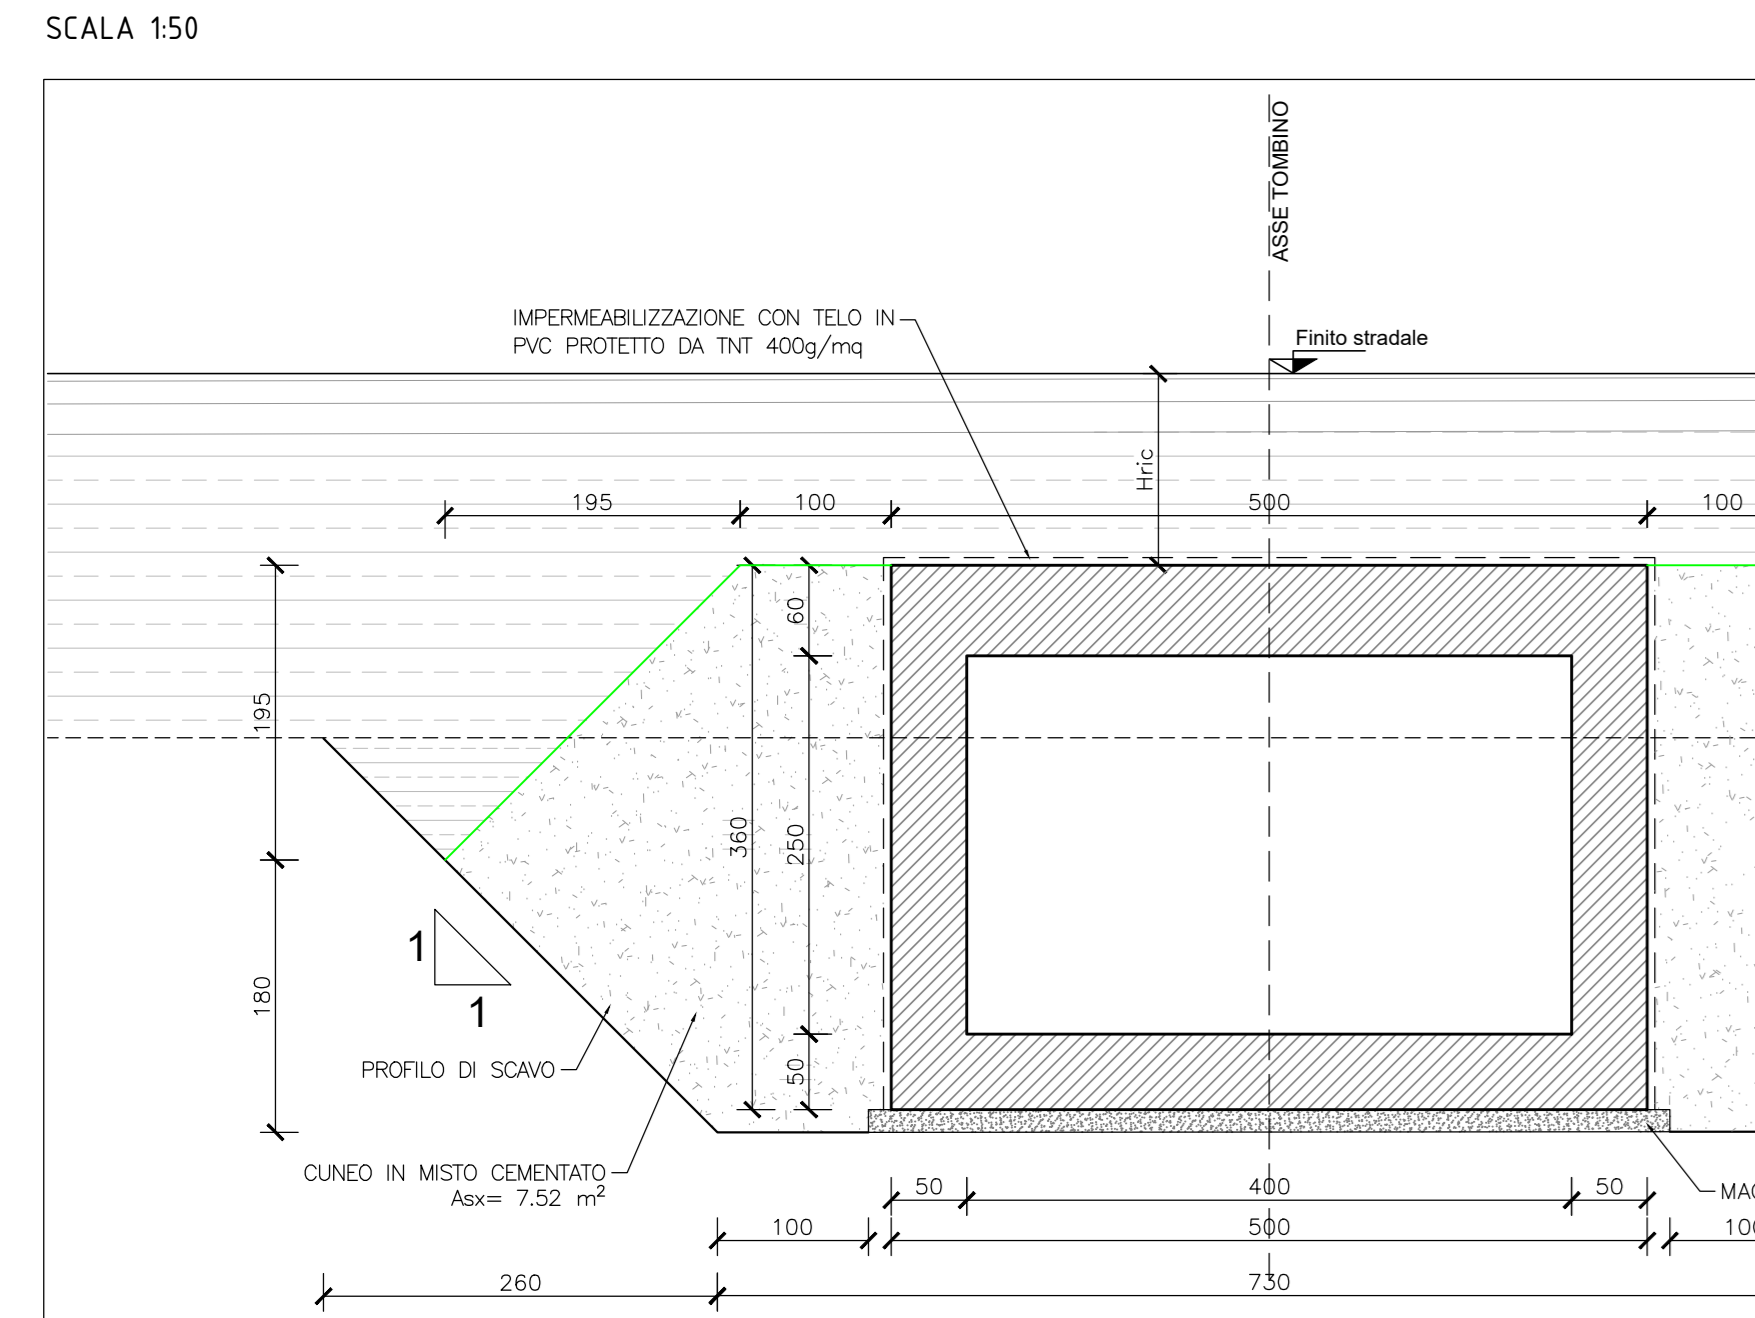 SCALA 1:50
ASSE TOMBINO
IMPERMEABILIZZAZIONE CON TELO IN
PVC PROTETTO DA TNT 400g/mq
Finito stradale
Hric
195
100
500
100
60
195
360
250
180
50
1
1
PROFILO DI SCAVO
CUNEO IN MISTO CEMENTATO
Asx= 7.52 m²
50
400
50
MAG
100
500
100
260
730